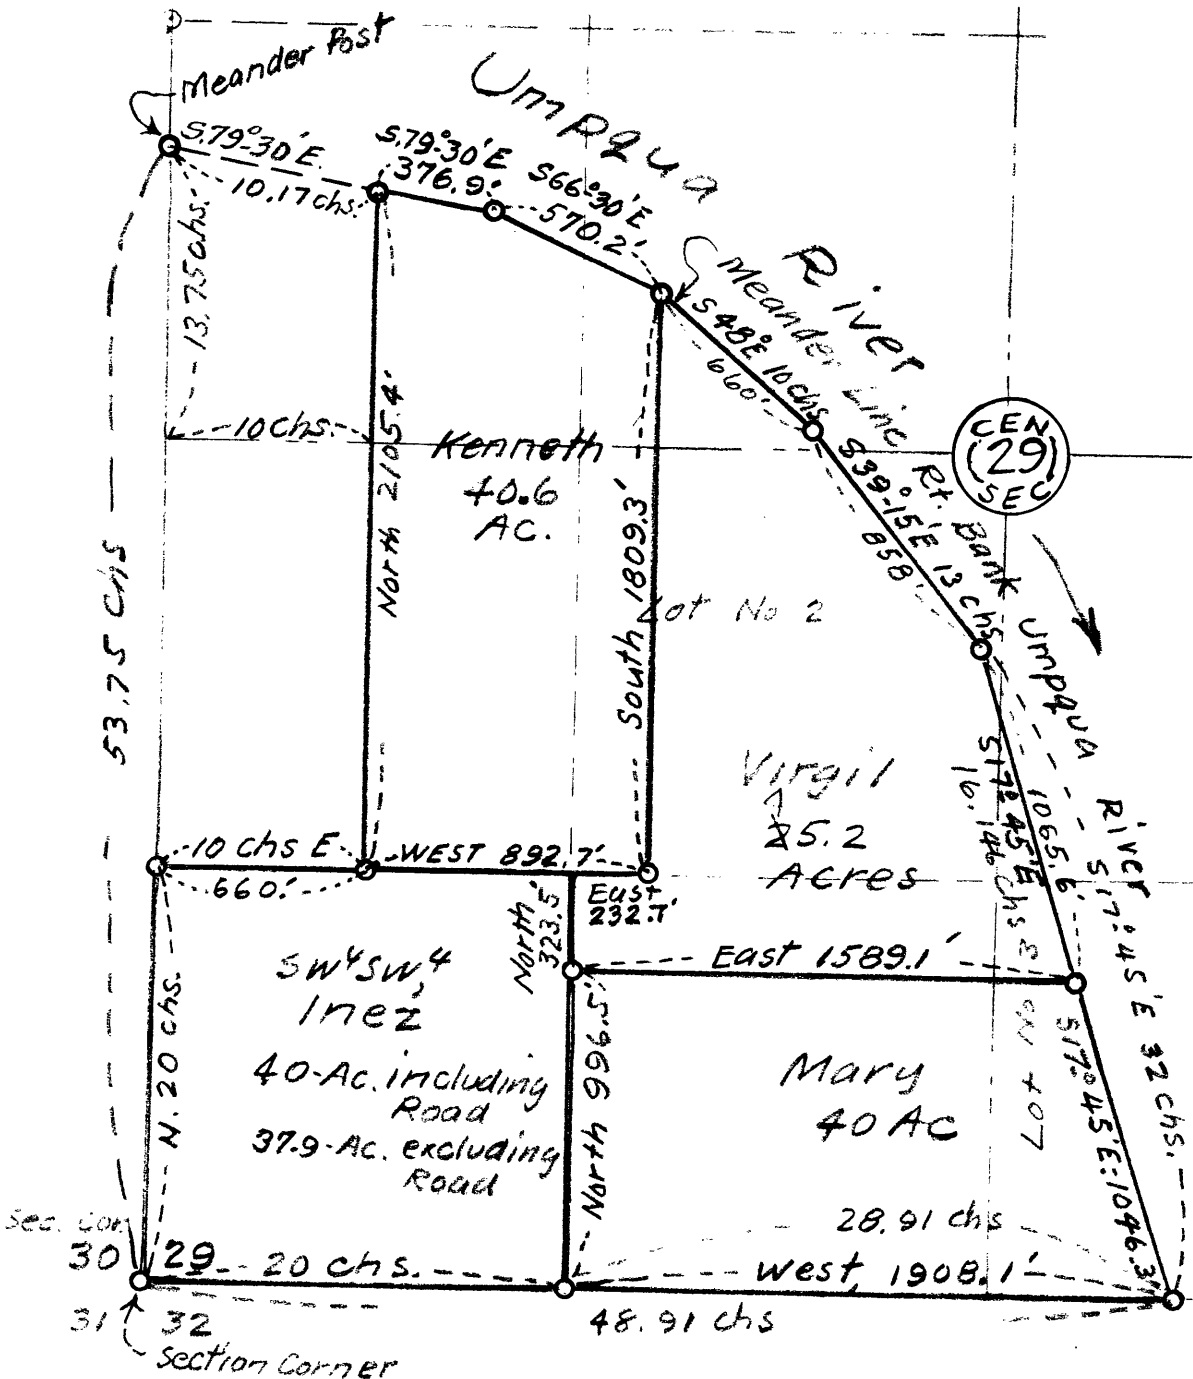 Meander Post
Umpqua
River
S.79°-30'E.
10.17 chs.
S.79°-30'E
376.9'
S66°-30'E
570.2'
Meander Line Rt. Bank Umpqua River S17°-45'E 32 chs.
S48°E 10 chs
660'
S39°-15'E 13 chs
858'
CEN
29
SEC
13.75 chs.
10 chs.
53.75 chs
North 2105.4'
Kenneth
40.6
AC.
South 1809.3'
Lot No 2
Virgil
25.2
Acres
S17°45'E
16.146 chs
1065.6'
10 chs E
660.'
WEST 892.7'
East
232.7'
North
323.5'
East 1589.1'
SW⁴SW⁴
Inez
40-Ac. including
Road
37.9-Ac. excluding
Road
N. 20 chs.
North 996.5'
Mary
40 AC
Lot No 3
S17°-45'E=1046.3'
28.91 chs
Sec. Cor.
30 29
20 chs.
West, 1908.1'
31 32
48.91 chs
Section Corner